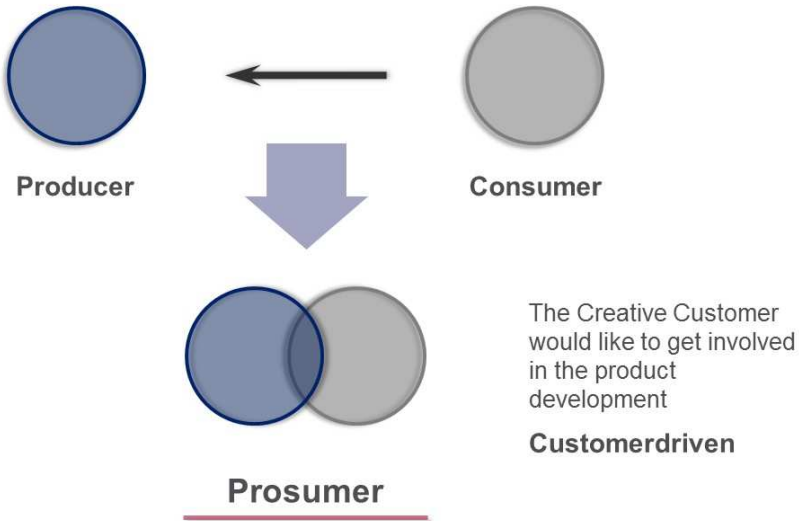 Producer
Consumer
The Creative Customer
would like to get involved
in the product
development
Customerdriven
Prosumer